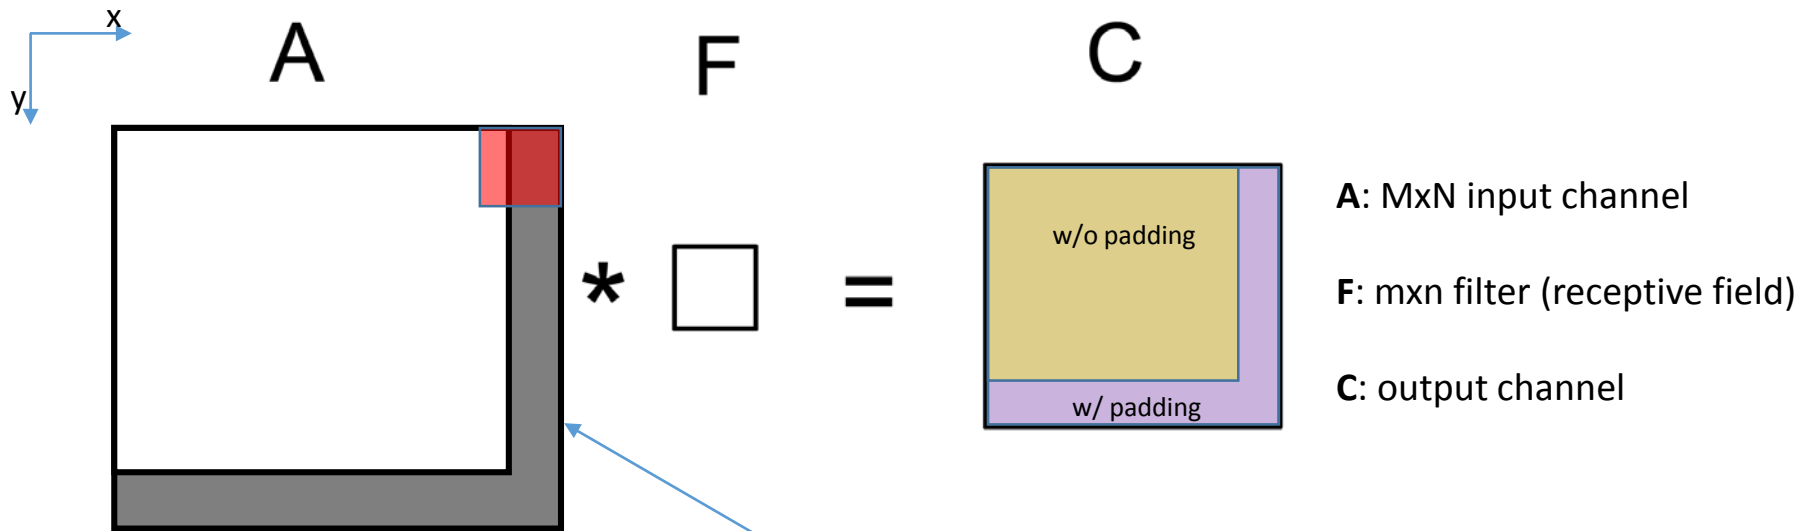 x
y
A
F
C
*
=
w/o padding
w/ padding
A: MxN input channel
F: mxn filter (receptive field)
C: output channel